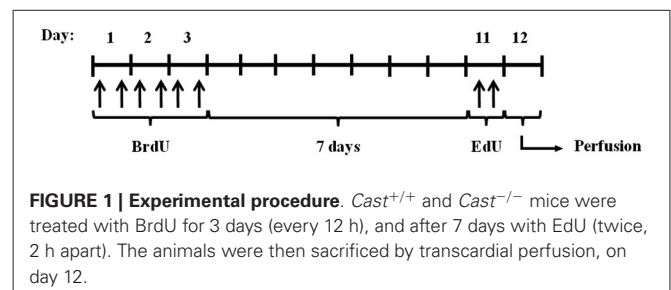 Day: 1 2 3 11 12
BrdU 7 days EdU Perfusion
FIGURE 1 | Experimental procedure. Cast+/+ and Cast−/− mice were
treated with BrdU for 3 days (every 12 h), and after 7 days with EdU (twice,
2 h apart). The animals were then sacrificed by transcardial perfusion, on
day 12.